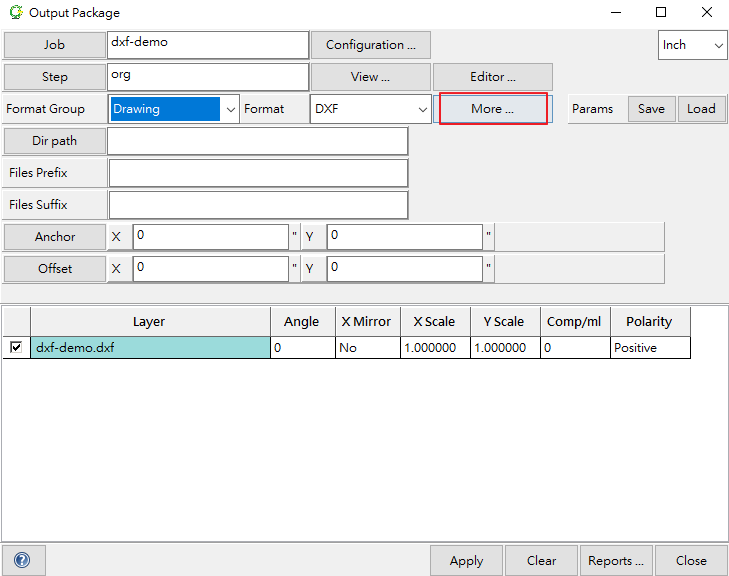 Output Package
Job dxf-demo Configuration ... Inch
Step org View ... Editor ...
Format Group Drawing Format DXF More ... Params Save Load
Dir path
Files Prefix
Files Suffix
Anchor X 0 " Y 0 "
Offset X 0 " Y 0 "
Layer Angle X Mirror X Scale Y Scale Comp/ml Polarity
dxf-demo.dxf 0 No 1.000000 1.000000 0 Positive
? Apply Clear Reports ... Close